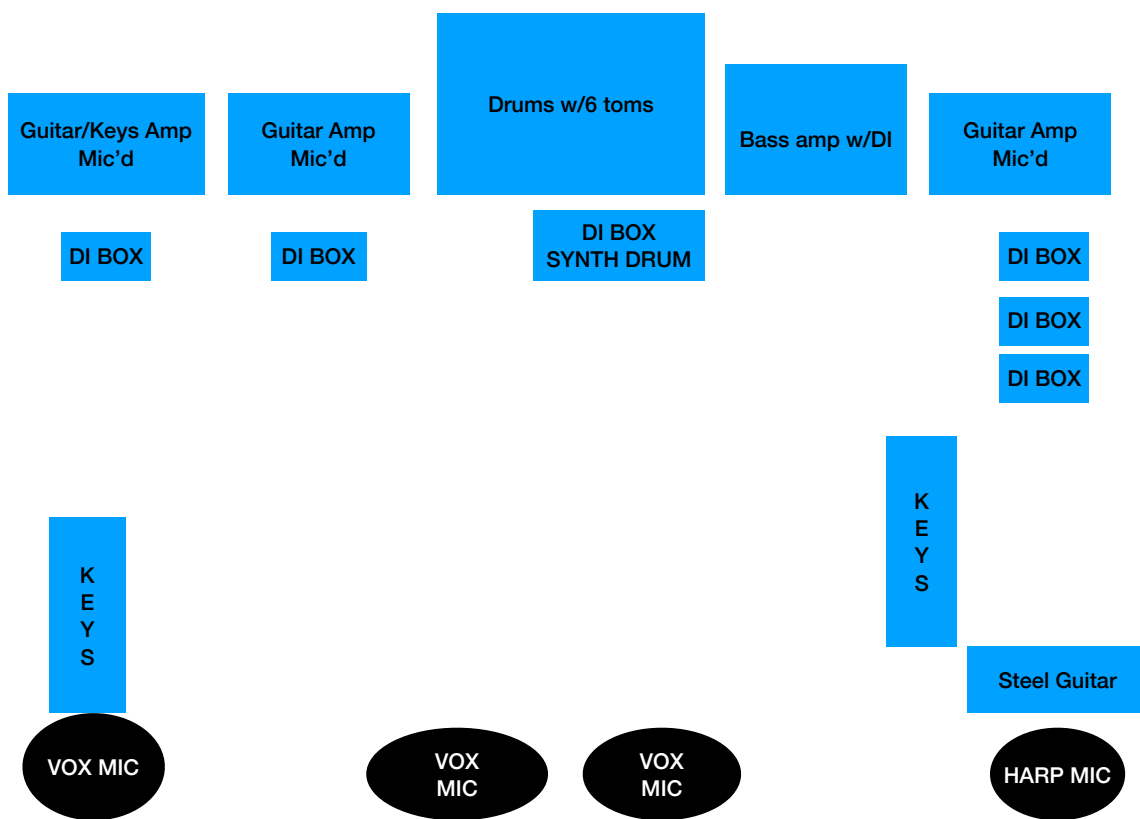 Guitar/Keys Amp
Mic’d
Guitar Amp
Mic’d
Drums w/6 toms
Bass amp w/DI
Guitar Amp
Mic’d
DI BOX
DI BOX
DI BOX
SYNTH DRUM
DI BOX
DI BOX
DI BOX
K
E
Y
S
K
E
Y
S
Steel Guitar
VOX MIC
VOX
MIC
VOX
MIC
HARP MIC